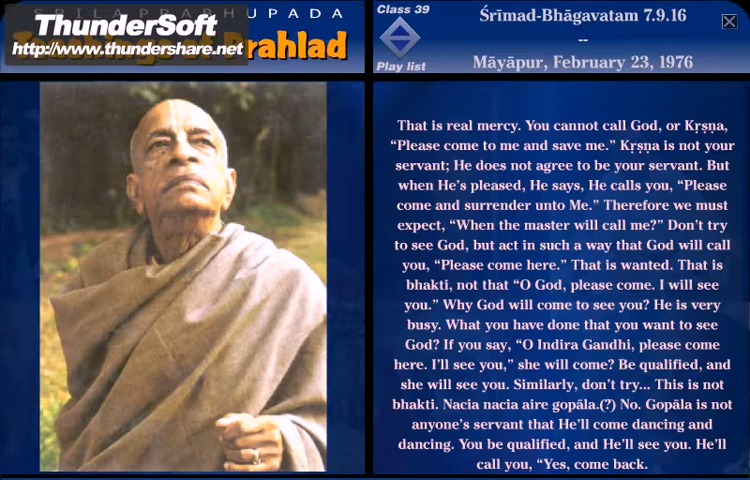 SRILA PRABHUPADA
ThunderSoft
http://www.thundershare.net
Prahlad
Class 39
Play list
Śrīmad-Bhāgavatam 7.9.16
--
Māyāpur, February 23, 1976
That is real mercy. You cannot call God, or Kṛṣṇa,
“Please come to me and save me.” Kṛṣṇa is not your
servant; He does not agree to be your servant. But
when He’s pleased, He says, He calls you, “Please
come and surrender unto Me.” Therefore we must
expect, “When the master will call me?” Don’t try
to see God, but act in such a way that God will call
you, “Please come here.” That is wanted. That is
bhakti, not that “O God, please come. I will see
you.” Why God will come to see you? He is very
busy. What you have done that you want to see
God? If you say, “O Indira Gandhi, please come
here. I’ll see you,” she will come? Be qualified, and
she will see you. Similarly, don’t try... This is not
bhakti. Nacia nacia aire gopāla.(?) No. Gopāla is not
anyone’s servant that He’ll come dancing and
dancing. You be qualified, and He’ll see you. He’ll
call you, “Yes, come back.